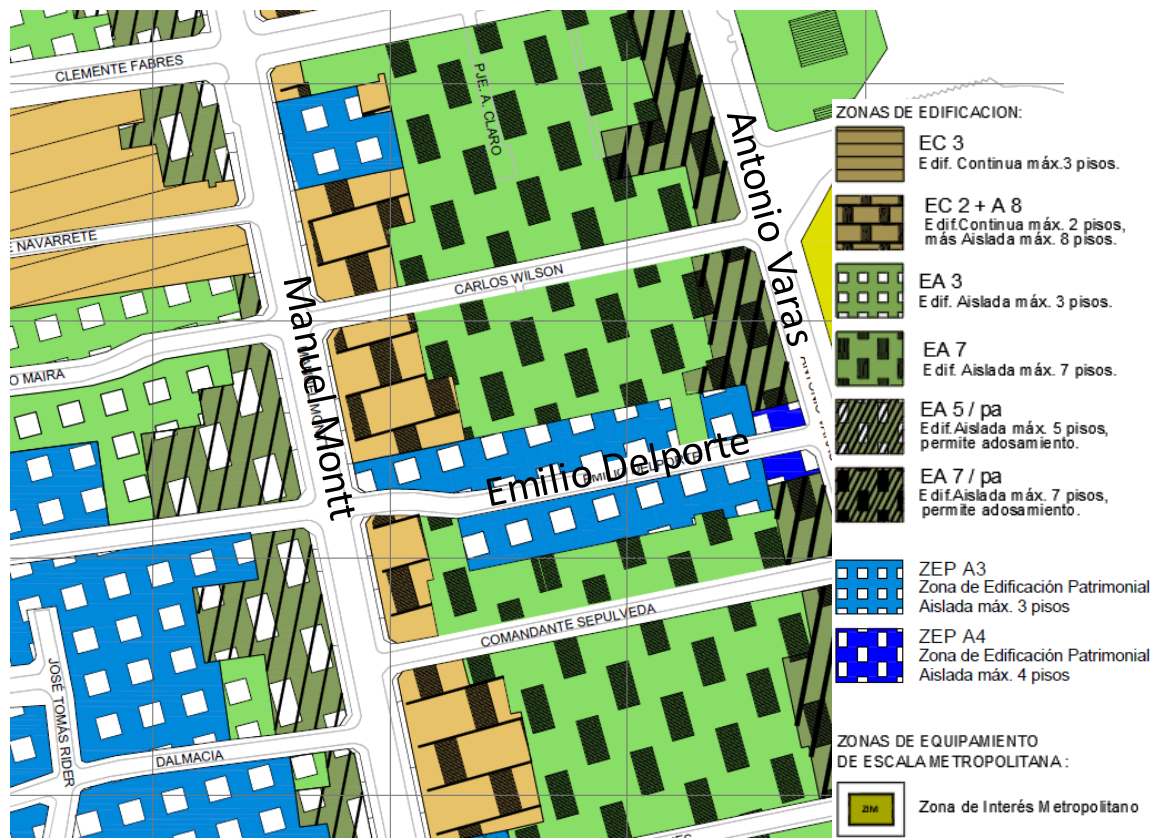 CLEMENTE FABRES
PJE. A. CLARO
NAVARRETE
CARLOS WILSON
Antonio Varas
Manuel Montt
O MAIRA
Emilio Delporte
COMANDANTE SEPULVEDA
JOSÉ TOMÁS RIDER
DALMACIA
ZONAS DE EDIFICACION:
EC 3
Edif. Continua máx.3 pisos.
EC 2 + A 8
Edif.Continua máx. 2 pisos,
más Aislada máx. 8 pisos.
EA 3
Edif. Aislada máx. 3 pisos.
EA 7
Edif. Aislada máx. 7 pisos.
EA 5 / pa
Edif.Aislada máx. 5 pisos,
permite adosamiento.
EA 7 / pa
Edif.Aislada máx. 7 pisos,
permite adosamiento.
ZEP A3
Zona de Edificación Patrimonial
Aislada máx. 3 pisos
ZEP A4
Zona de Edificación Patrimonial
Aislada máx. 4 pisos
ZONAS DE EQUIPAMIENTO
DE ESCALA METROPOLITANA :
ZIM
Zona de Interés Metropolitano